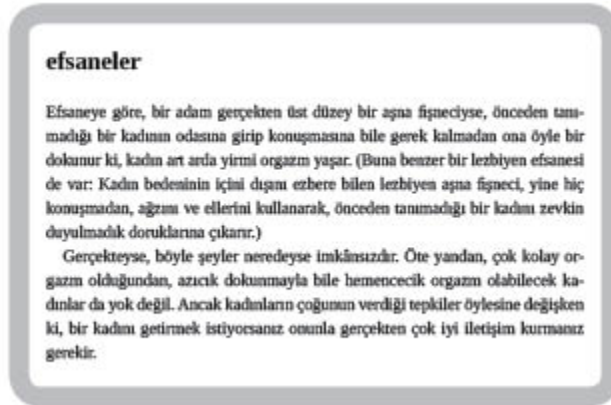 efsaneler
Efsaneye göre, bir adam gerçekten üst düzey bir aşna fişneciyse, önceden tanı-
madığı bir kadının odasına girip konuşmasına bile gerek kalmadan ona öyle bir
dokunur ki, kadın art arda yirmi orgazm yaşar. (Buna benzer bir lezbiyen efsanesi
de var: Kadın bedeninin içini dışını ezbere bilen lezbiyen aşna fişneci, yine hiç
konuşmadan, ağzını ve ellerini kullanarak, önceden tanımadığı bir kadını zevkin
duyulmadık doruklarına çıkarır.)
Gerçekteyse, böyle şeyler neredeyse imkânsızdır. Öte yandan, çok kolay or-
gazm olduğundan, azıcık dokunmayla bile hemencecik orgazm olabilecek ka-
dınlar da yok değil. Ancak kadınların çoğunun verdiği tepkiler öylesine değişken
ki, bir kadını getirmek istiyorsanız onunla gerçekten çok iyi iletişim kurmanız
gerekir.